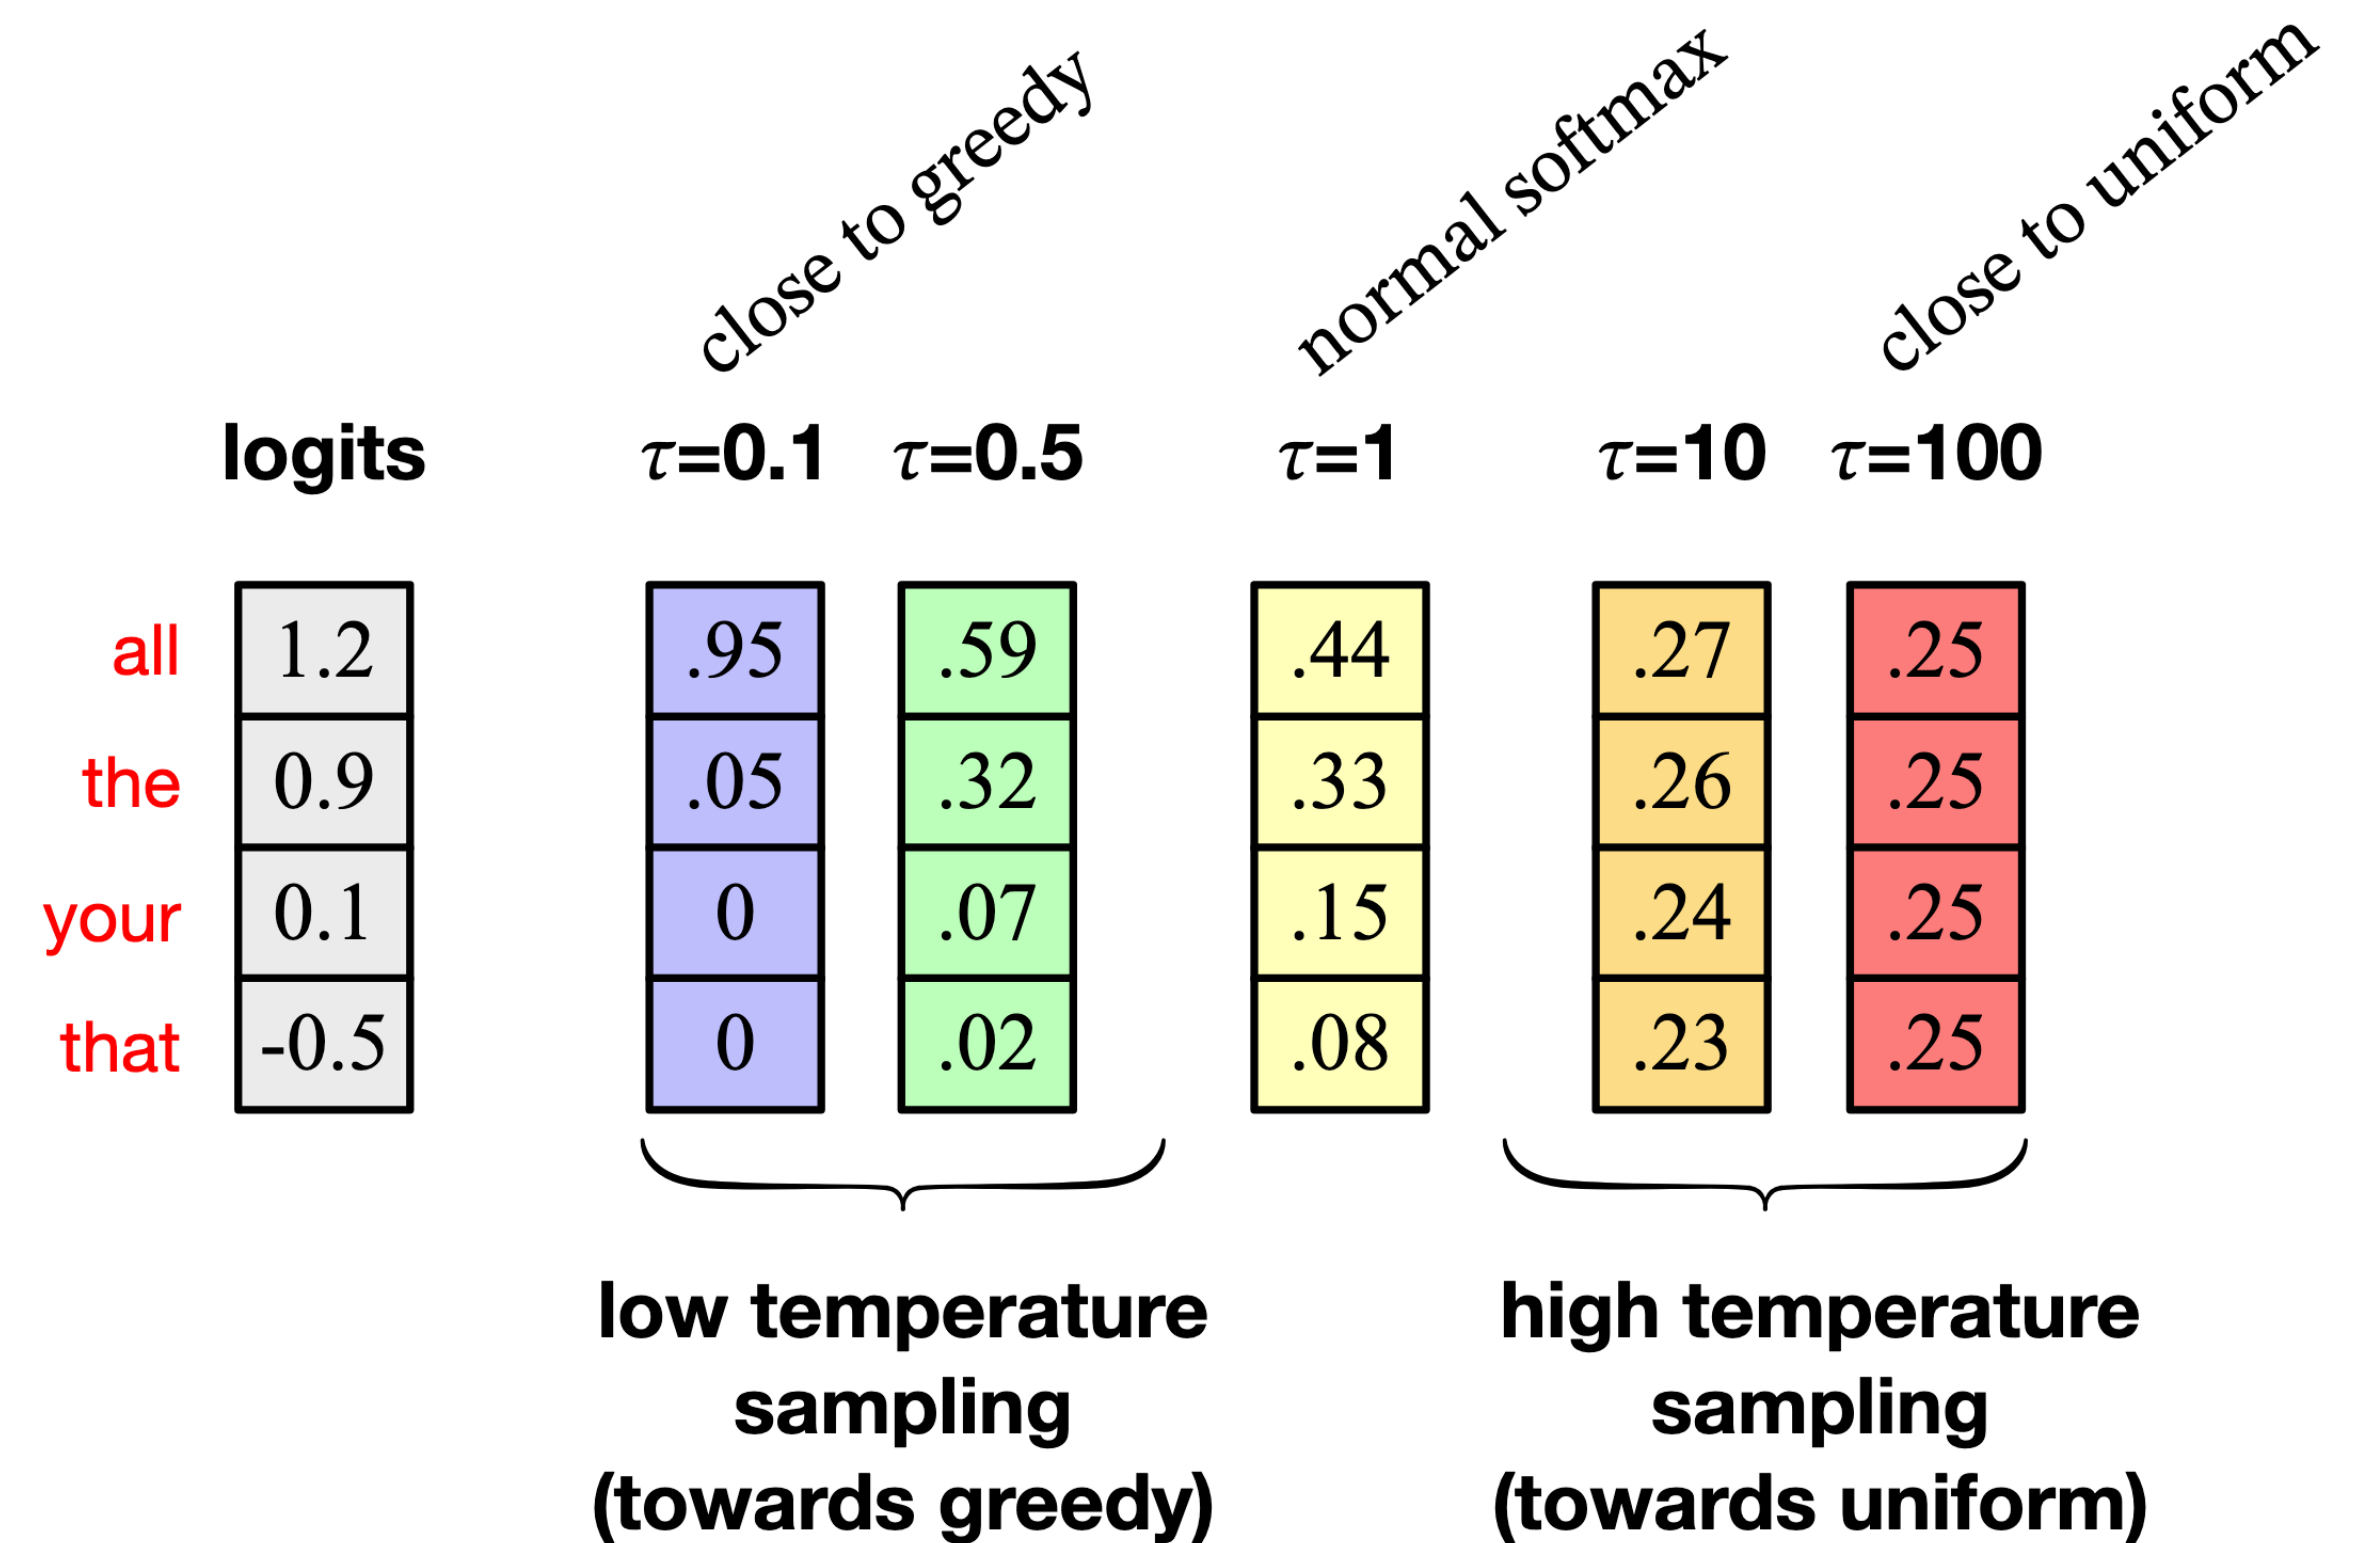 close to greedy
normal softmax
close to uniform
logits τ=0.1 τ=0.5 τ=1 τ=10 τ=100
all 1.2 .95 .59 .44 .27 .25
the 0.9 .05 .32 .33 .26 .25
your 0.1 0 .07 .15 .24 .25
that -0.5 0 .02 .08 .23 .25
low temperature
sampling
(towards greedy)
high temperature
sampling
(towards uniform)